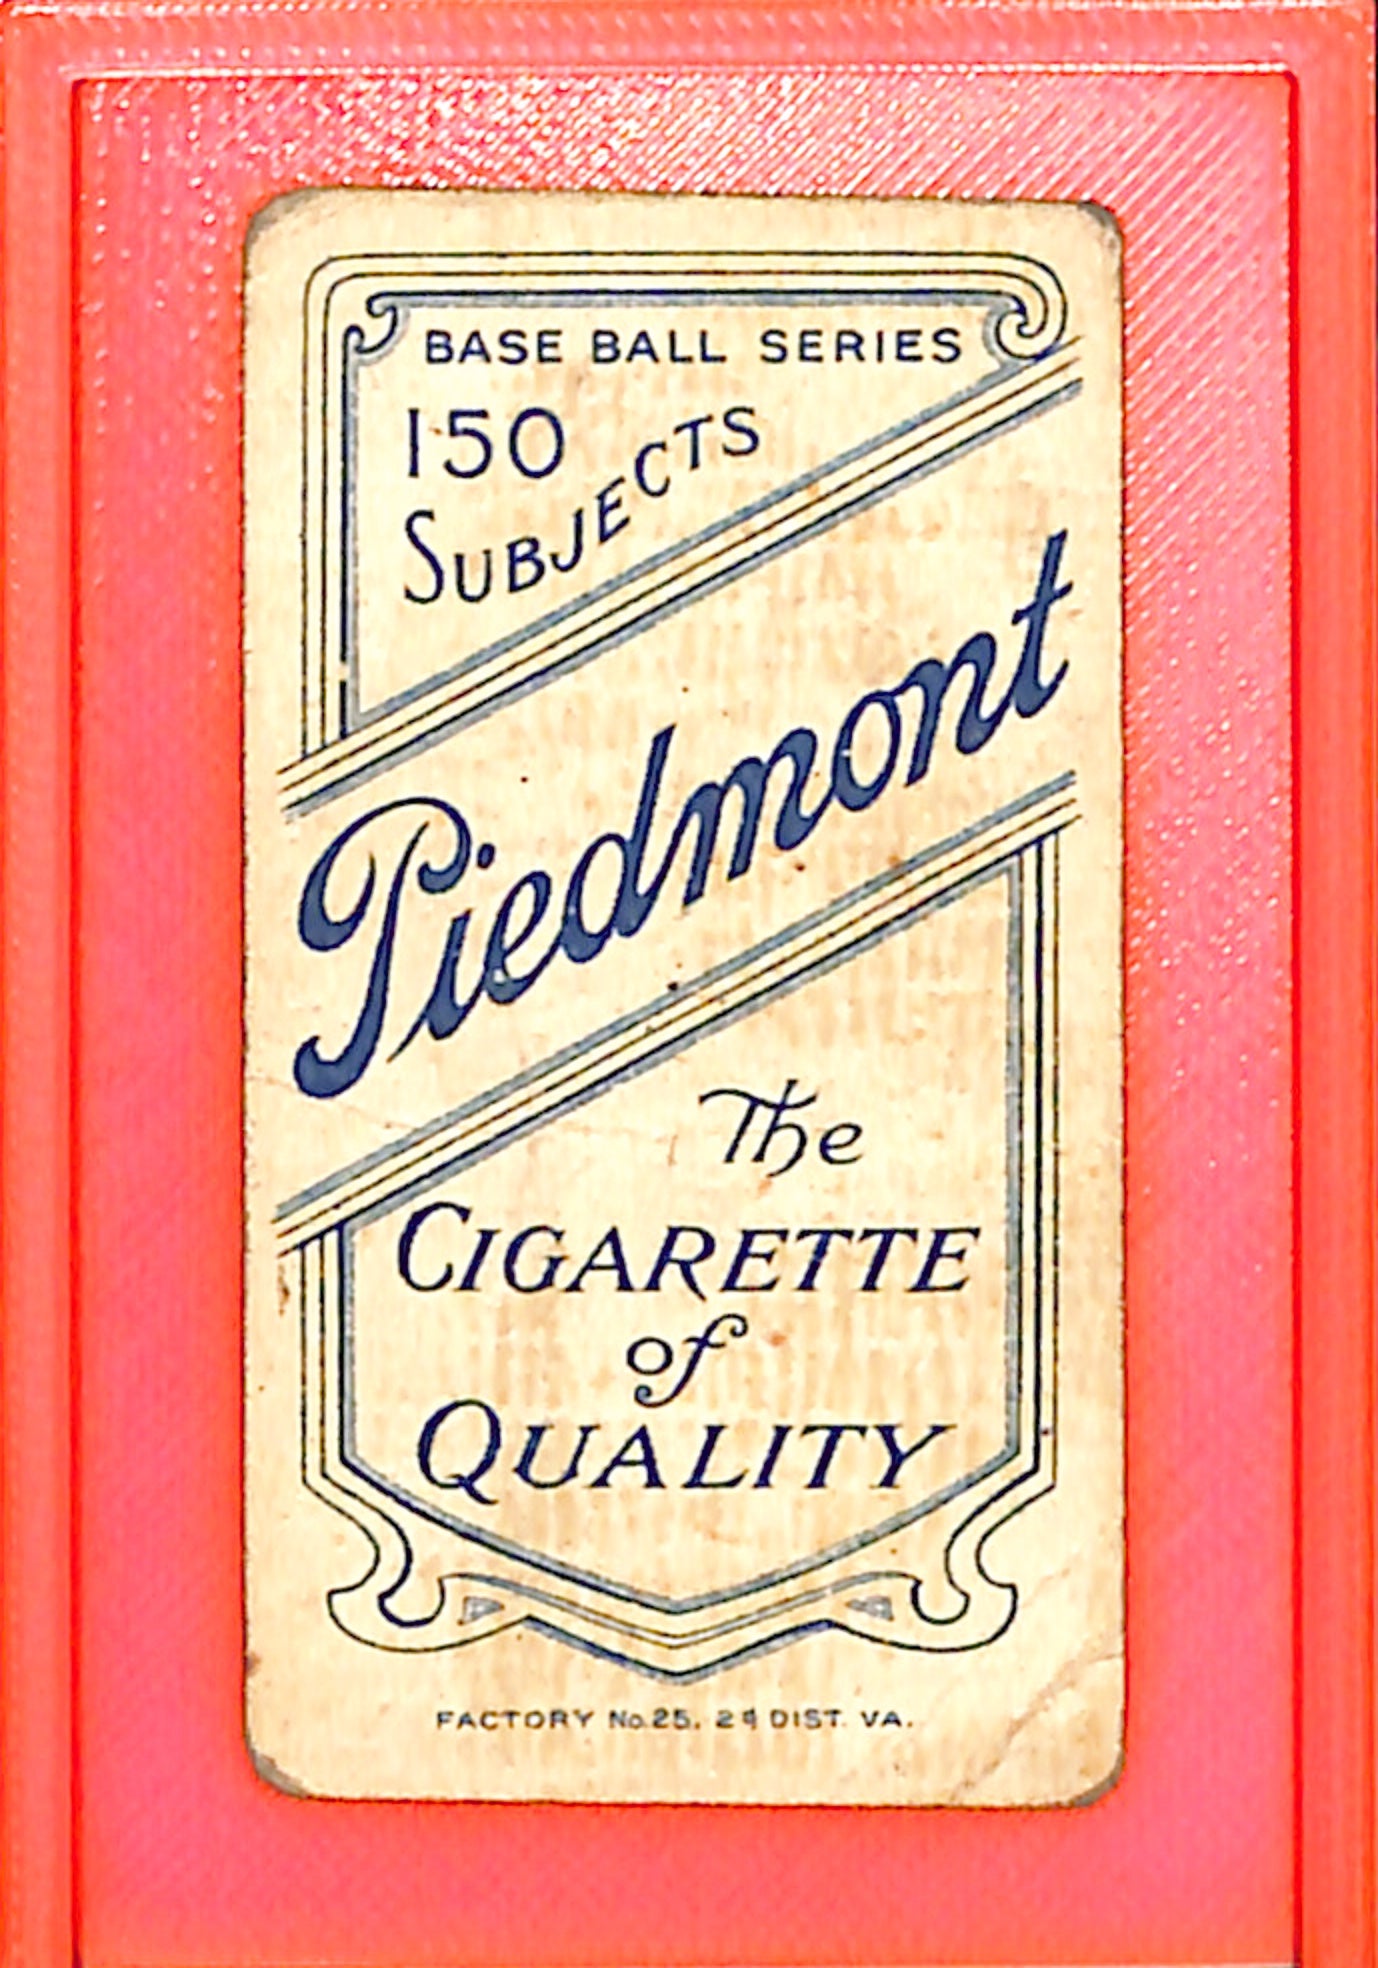 BASE BALL SERIES
150
SUBJECTS
Piedmont
The
CIGARETTE
of
QUALITY
FACTORY No. 25, 2d DIST. VA.